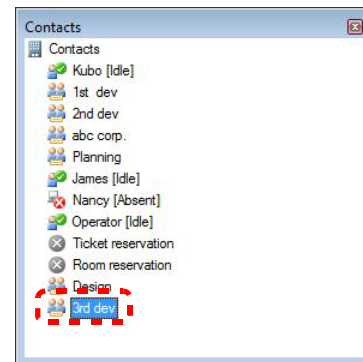 Contacts
Contacts
Kubo [Idle]
1st dev
2nd dev
abc corp.
Planning
James [Idle]
Nancy [Absent]
Operator [Idle]
Ticket reservation
Room reservation
Design
3rd dev